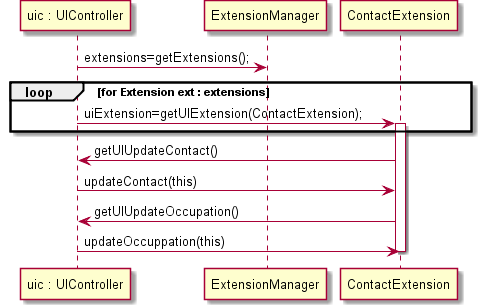 uic : UIController ExtensionManager ContactExtension
extensions=getExtensions();
loop [for Extension ext : extensions]
uiExtension=getUIExtension(ContactExtension);
getUIUpdateContact()
updateContact(this)
getUIUpdateOccupation()
updateOccuppation(this)
uic : UIController ExtensionManager ContactExtension